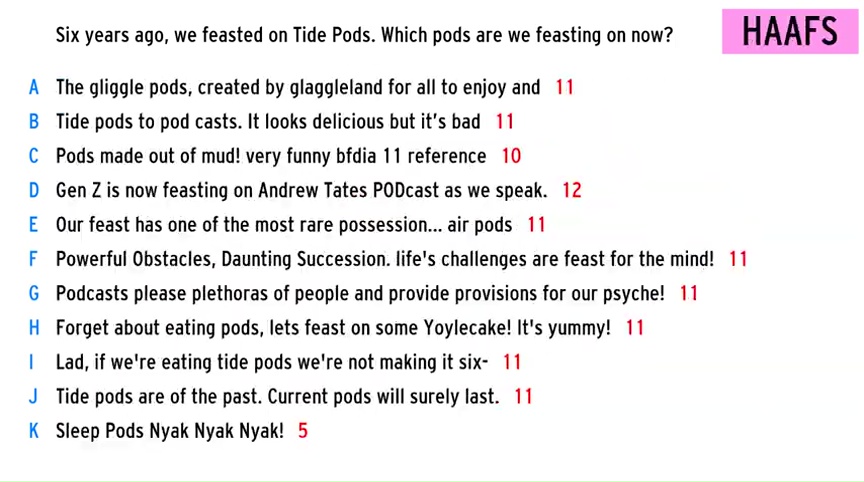 Six years ago, we feasted on Tide Pods. Which pods are we feasting on now?
HAAFS
A The gliggle pods, created by glaggleland for all to enjoy and 11
B Tide pods to pod casts. It looks delicious but it's bad 11
C Pods made out of mud! very funny bfdia 11 reference 10
D Gen Z is now feasting on Andrew Tates PODcast as we speak. 12
E Our feast has one of the most rare possession... air pods 11
F Powerful Obstacles, Daunting Succession. life's challenges are feast for the mind! 11
G Podcasts please plethoras of people and provide provisions for our psyche! 11
H Forget about eating pods, lets feast on some Yoylecake! It's yummy! 11
I Lad, if we're eating tide pods we're not making it six- 11
J Tide pods are of the past. Current pods will surely last. 11
K Sleep Pods Nyak Nyak Nyak! 5